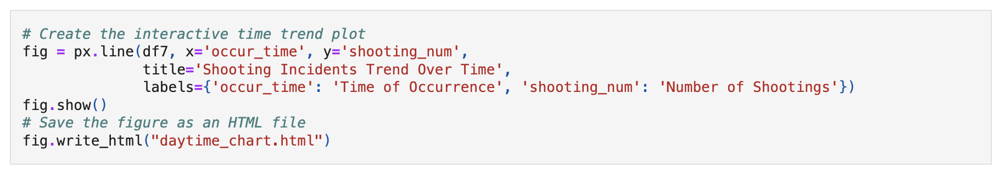 # Create the interactive time trend plot
fig = px.line(df7, x='occur_time', y='shooting_num',
              title='Shooting Incidents Trend Over Time',
              labels={'occur_time': 'Time of Occurrence', 'shooting_num': 'Number of Shootings'})
fig.show()
# Save the figure as an HTML file
fig.write_html("daytime_chart.html")